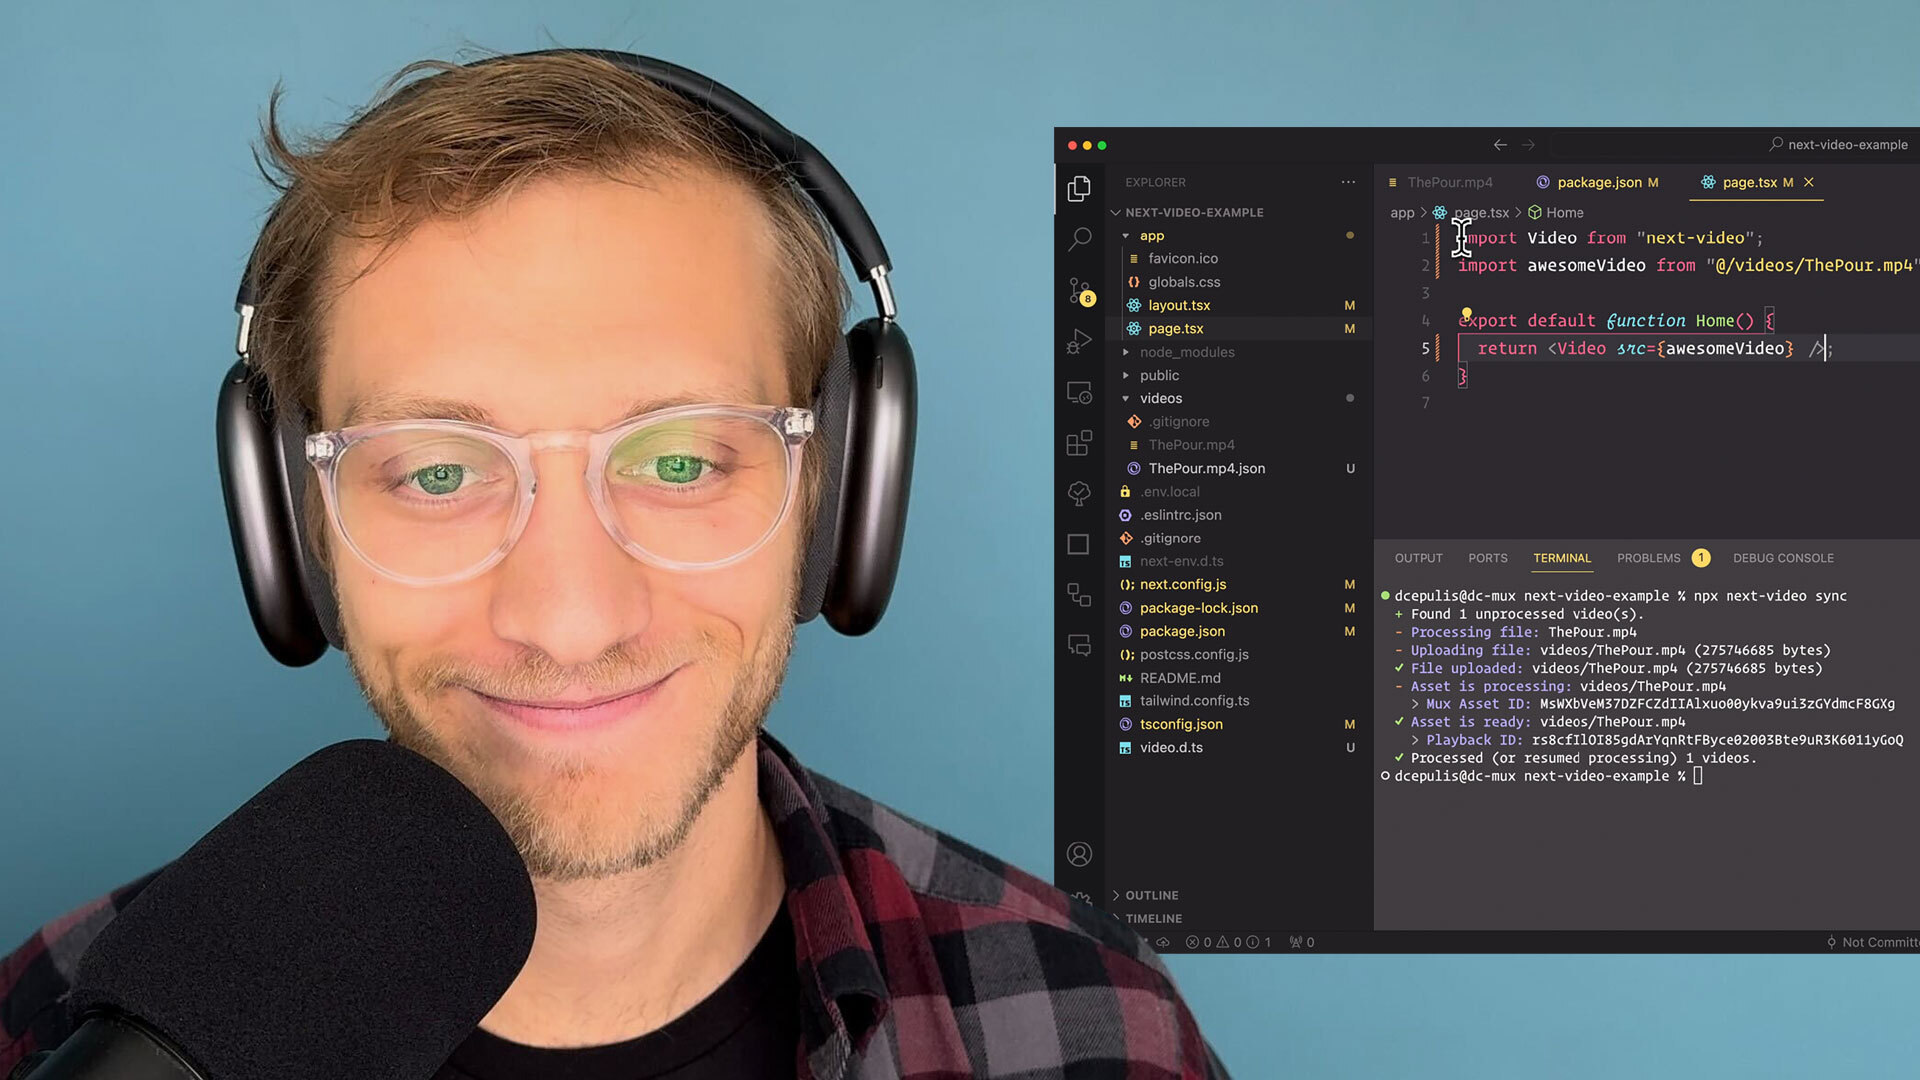 next-video-example
EXPLORER
NEXT-VIDEO-EXAMPLE
app
favicon.ico
globals.css
layout.tsx M
page.tsx M
node_modules
public
videos
.gitignore
ThePour.mp4
ThePour.mp4.json U
.env.local
.eslintrc.json
.gitignore
next-env.d.ts
next.config.js M
package-lock.json M
package.json M
postcss.config.js
README.md
tailwind.config.ts
tsconfig.json M
video.d.ts U
OUTLINE
TIMELINE
8
ThePour.mp4 package.json M page.tsx M
app > page.tsx > Home
1 import Video from "next-video";
2 import awesomeVideo from "@/videos/ThePour.mp4"
3
4 export default function Home() {
5 return <Video src={awesomeVideo} />;
6 }
7
OUTPUT PORTS TERMINAL PROBLEMS 1 DEBUG CONSOLE
dcepulis@dc-mux next-video-example % npx next-video sync
+ Found 1 unprocessed video(s).
- Processing file: ThePour.mp4
- Uploading file: videos/ThePour.mp4 (275746685 bytes)
✓ File uploaded: videos/ThePour.mp4 (275746685 bytes)
- Asset is processing: videos/ThePour.mp4
> Mux Asset ID: MsWXbVeM37DZFCZdIIAlxuo00ykva9ui3zGYdmcF8GXg
✓ Asset is ready: videos/ThePour.mp4
> Playback ID: rs8cfIlOI85gdArYqnRtFByce02003Bte9uR3K6011yGoQ
✓ Processed (or resumed processing) 1 videos.
dcepulis@dc-mux next-video-example %
0 0 1 0 Not Committe